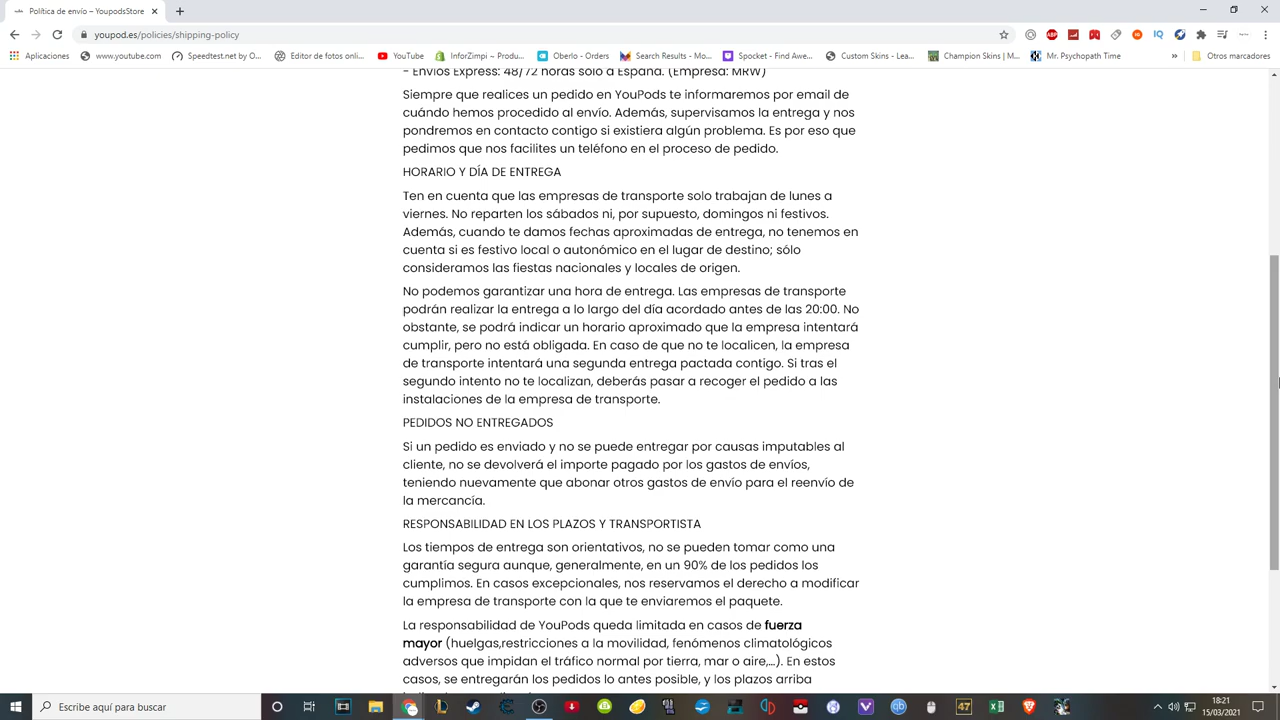 Política de envío – YoupodsStore
youpod.es/policies/shipping-policy
Aplicaciones
www.youtube.com
Speedtest.net by O...
Editor de fotos onli...
YouTube
InforZimpi — Produ...
Oberlo - Orders
Search Results - Mo...
Spocket - Find Awe...
Custom Skins - Lea...
Champion Skins | M...
Mr. Psychopath Time
»
Otros marcadores
- Envíos Express: 48/72 horas solo a España. (Empresa: MRW)
Siempre que realices un pedido en YouPods te informaremos por email de
cuándo hemos procedido al envío. Además, supervisamos la entrega y nos
pondremos en contacto contigo si existiera algún problema. Es por eso que
pedimos que nos facilites un teléfono en el proceso de pedido.
HORARIO Y DÍA DE ENTREGA
Ten en cuenta que las empresas de transporte solo trabajan de lunes a
viernes. No reparten los sábados ni, por supuesto, domingos ni festivos.
Además, cuando te damos fechas aproximadas de entrega, no tenemos en
cuenta si es festivo local o autonómico en el lugar de destino; sólo
consideramos las fiestas nacionales y locales de origen.
No podemos garantizar una hora de entrega. Las empresas de transporte
podrán realizar la entrega a lo largo del día acordado antes de las 20:00. No
obstante, se podrá indicar un horario aproximado que la empresa intentará
cumplir, pero no está obligada. En caso de que no te localicen, la empresa
de transporte intentará una segunda entrega pactada contigo. Si tras el
segundo intento no te localizan, deberás pasar a recoger el pedido a las
instalaciones de la empresa de transporte.
PEDIDOS NO ENTREGADOS
Si un pedido es enviado y no se puede entregar por causas imputables al
cliente, no se devolverá el importe pagado por los gastos de envíos,
teniendo nuevamente que abonar otros gastos de envío para el reenvío de
la mercancía.
RESPONSABILIDAD EN LOS PLAZOS Y TRANSPORTISTA
Los tiempos de entrega son orientativos, no se pueden tomar como una
garantía segura aunque, generalmente, en un 90% de los pedidos los
cumplimos. En casos excepcionales, nos reservamos el derecho a modificar
la empresa de transporte con la que te enviaremos el paquete.
La responsabilidad de YouPods queda limitada en casos de fuerza
mayor (huelgas,restricciones a la movilidad, fenómenos climatológicos
adversos que impidan el tráfico normal por tierra, mar o aire,...). En estos
casos, se entregarán los pedidos lo antes posible, y los plazos arriba
Escribe aquí para buscar
18:21
15/03/2021